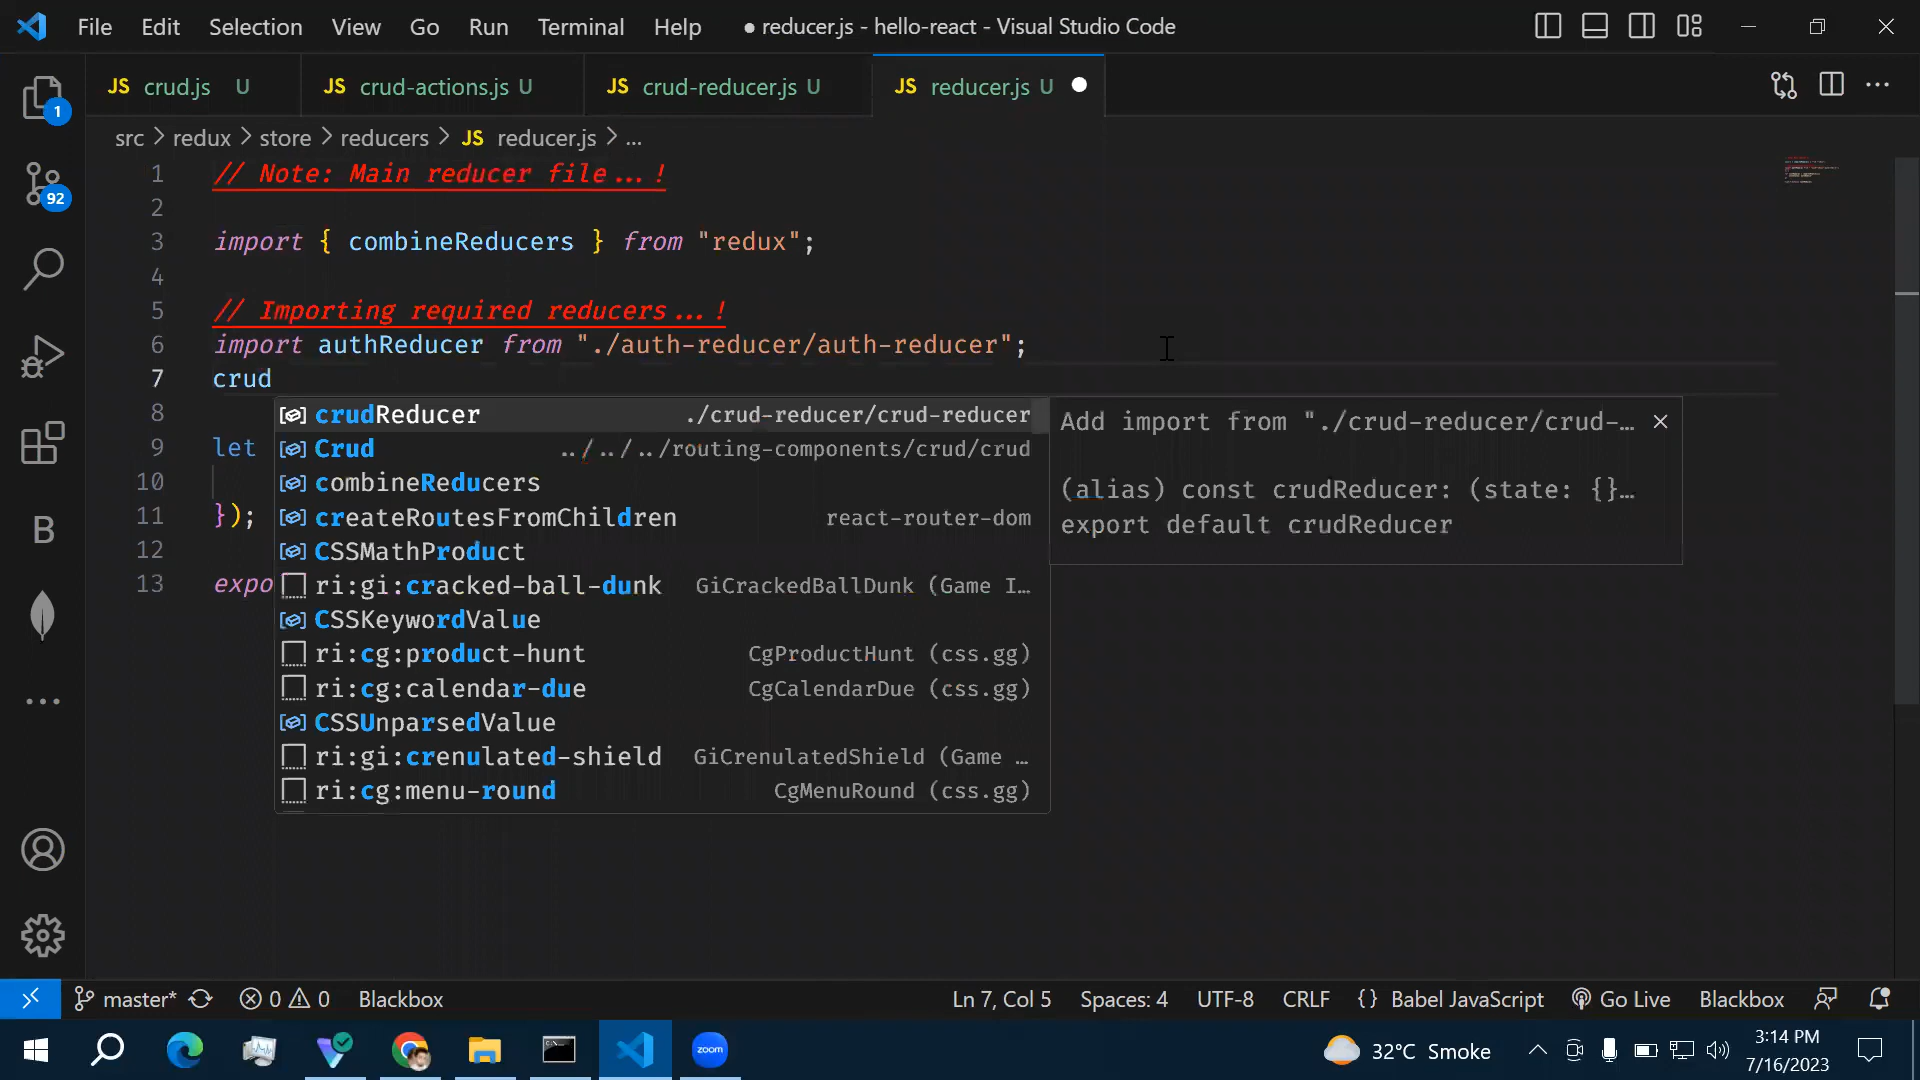 File Edit Selection View Go Run Terminal Help ● reducer.js - hello-react - Visual Studio Code
JS crud.js U JS crud-actions.js U JS crud-reducer.js U JS reducer.js U
src > redux > store > reducers > JS reducer.js > ...
1 // Note: Main reducer file...!
2
3 import { combineReducers } from "redux";
4
5 // Importing required reducers...!
6 import authReducer from "./auth-reducer/auth-reducer";
7 crud
8
9 let
10
11 });
12
13 expo
crudReducer ./crud-reducer/crud-reducer
Crud ../../../routing-components/crud/crud
combineReducers
createRoutesFromChildren react-router-dom
CSSMathProduct
ri:gi:cracked-ball-dunk GiCrackedBallDunk (Game I…
CSSKeywordValue
ri:cg:product-hunt CgProductHunt (css.gg)
ri:cg:calendar-due CgCalendarDue (css.gg)
CSSUnparsedValue
ri:gi:crenulated-shield GiCrenulatedShield (Game …
ri:cg:menu-round CgMenuRound (css.gg)
Add import from "./crud-reducer/crud-…
(alias) const crudReducer: (state: {}…
export default crudReducer
1
92
B
master* 0 0 Blackbox Ln 7, Col 5 Spaces: 4 UTF-8 CRLF {} Babel JavaScript Go Live Blackbox
zoom 32°C Smoke 3:14 PM
7/16/2023